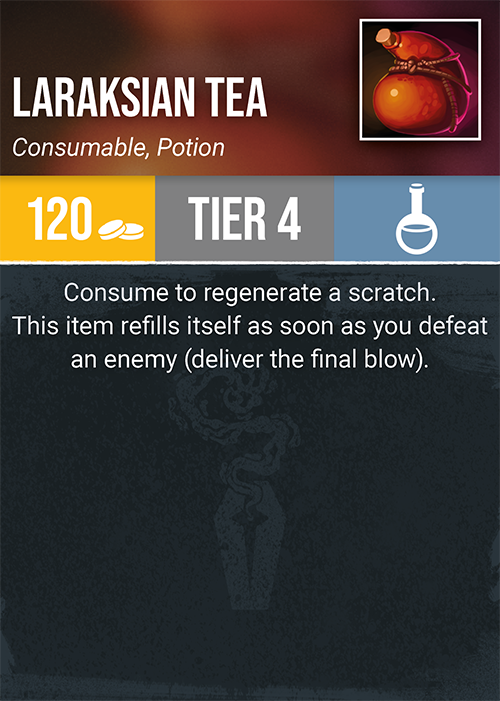 LARAKSIAN TEA
Consumable, Potion
120
TIER 4
Consume to regenerate a scratch.
This item refills itself as soon as you defeat
an enemy (deliver the final blow).